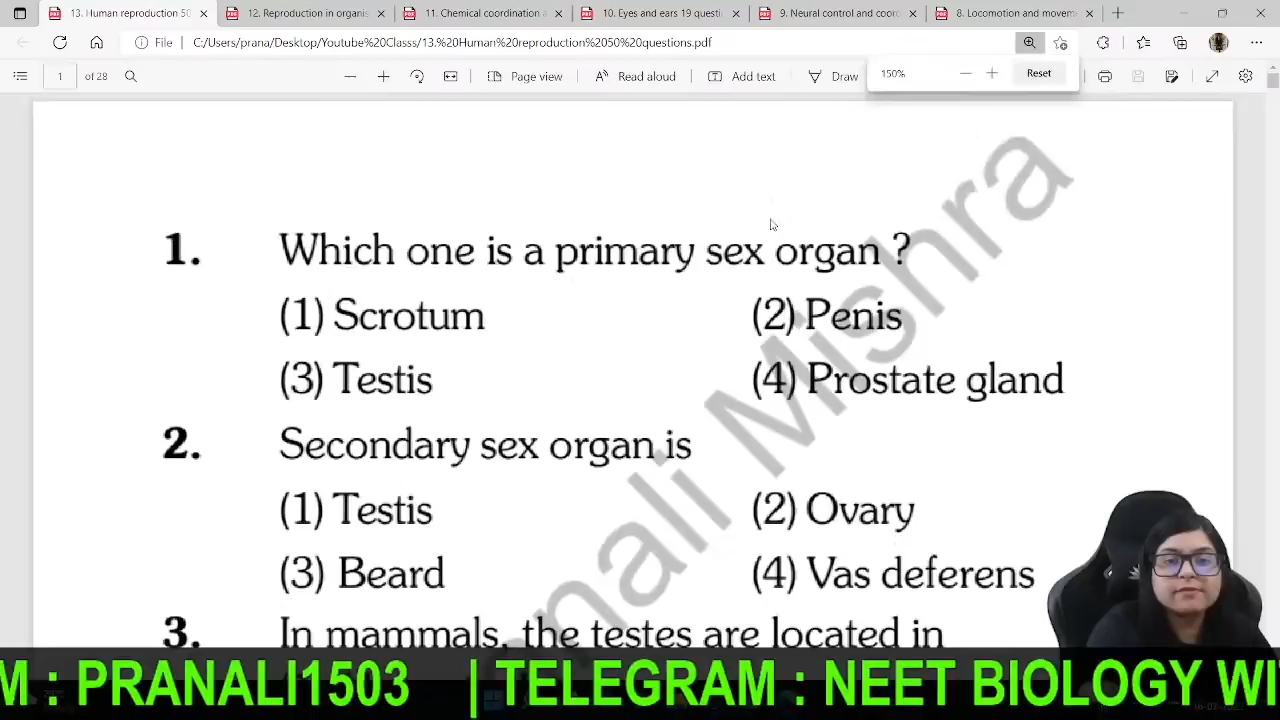 13. Human reproduction 50
12. Reproduction in organis
11. Chemical coordination a
10. Eyes and ears 19 questi
9. Neural control and coor
8. Locomotion and movem
File
C:/Users/prana/Desktop/Youtube%20Classh/13.%20Human%20reproduction%2050%20questions.pdf
1 of 28
Page view
Read aloud
Add text
Draw
150%
Reset
1. Which one is a primary sex organ ?
(1) Scrotum (2) Penis
(3) Testis (4) Prostate gland
2. Secondary sex organ is
(1) Testis (2) Ovary
(3) Beard (4) Vas deferens
3. In mammals, the testes are located in
nali Mishra
M : PRANALI1503 | TELEGRAM : NEET BIOLOGY WI